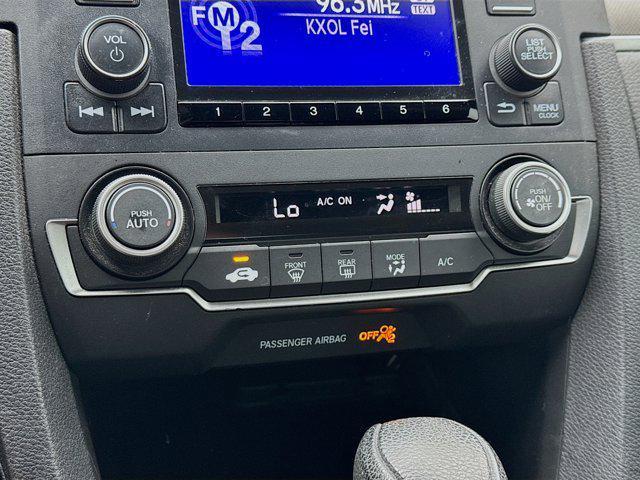 96.3MHz
FM 2
TEXT
KXOL Fei
VOL
LIST
PUSH
SELECT
1 2 3 4 5 6
MENU
CLOCK
PUSH
AUTO
Lo A/C ON
PUSH
ON/
OFF
FRONT REAR MODE A/C
PASSENGER AIRBAG OFF 2